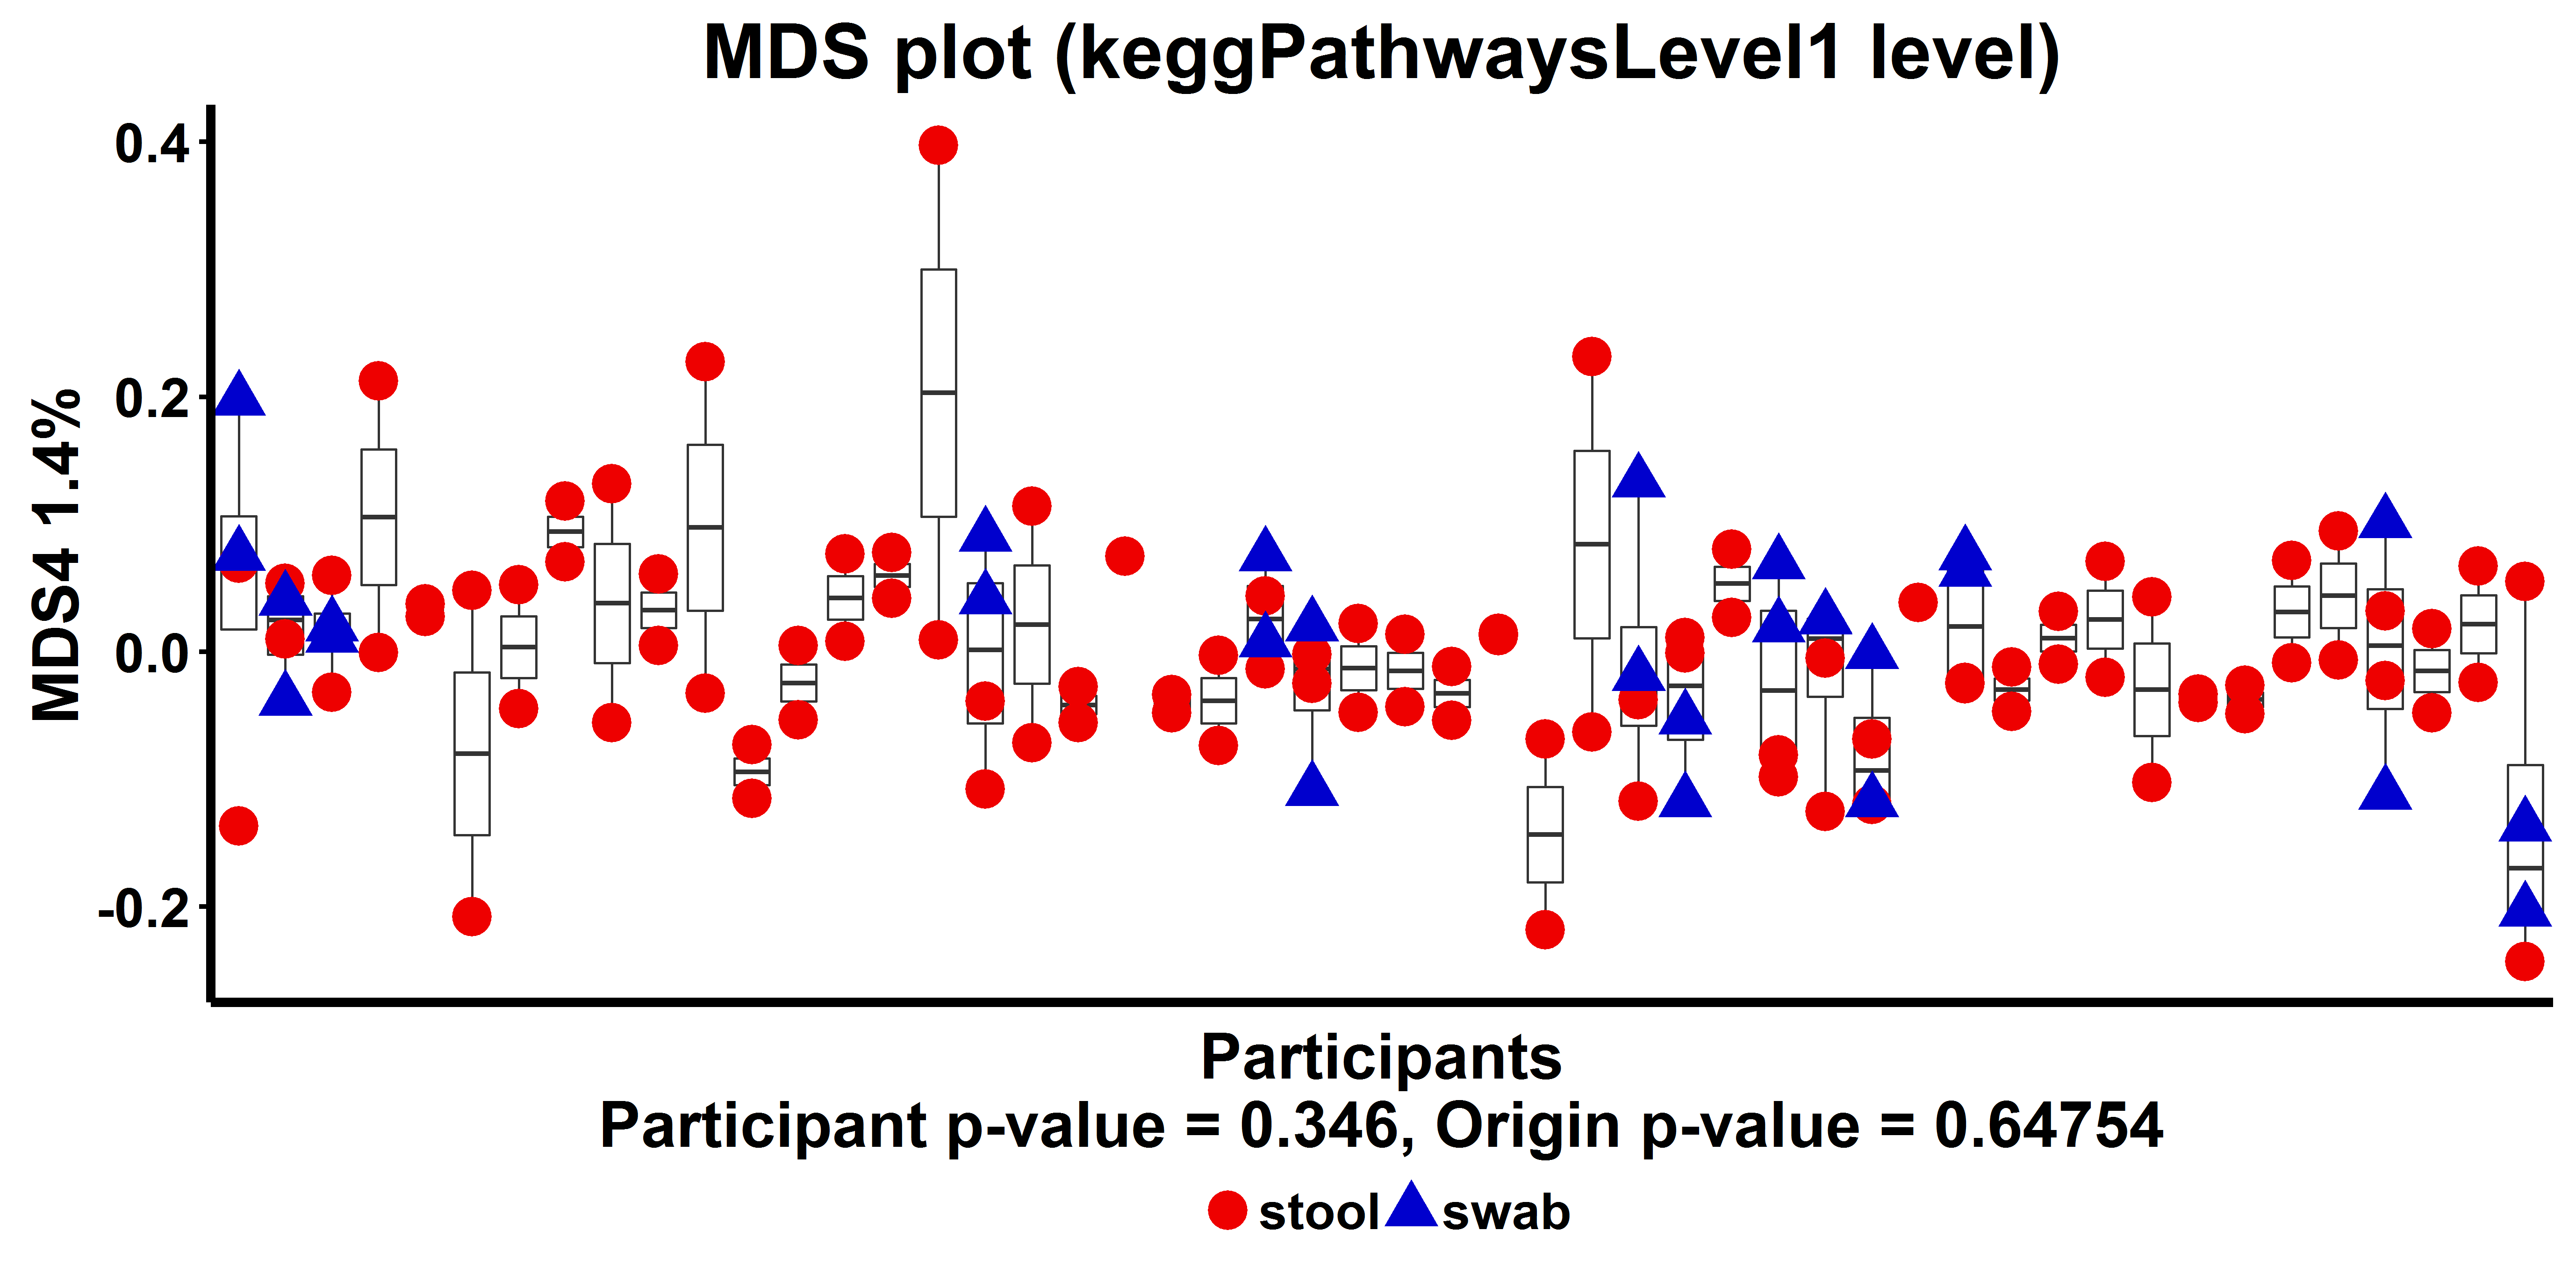 MDS plot (keggPathwaysLevel1 level)
MDS4 1.4%
0.4
0.2
0.0
-0.2
Participants
Participant p-value = 0.346, Origin p-value = 0.64754
stool swab